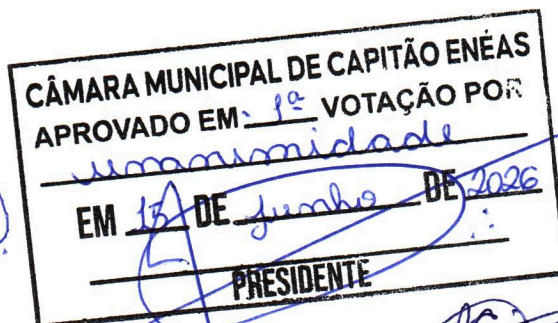 CÂMARA MUNICIPAL DE CAPITÃO ENÉAS
APROVADO EM 1ª VOTAÇÃO POR
unanimidade
EM 15 DE junho DE 2026
PRESIDENTE